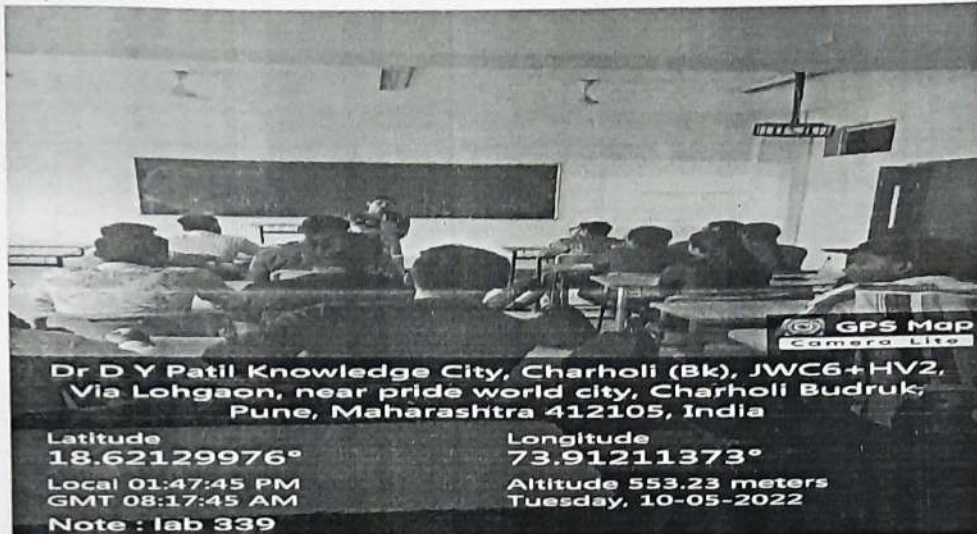 GPS Map
Camera Lite
Dr D Y Patil Knowledge City, Charholi (Bk), JWC6+HV2,
Via Lohgaon, near pride world city, Charholi Budruk,
Pune, Maharashtra 412105, India
Latitude
18.62129976°
Longitude
73.91211373°
Local 01:47:45 PM
GMT 08:17:45 AM
Altitude 553.23 meters
Tuesday, 10-05-2022
Note : lab 339